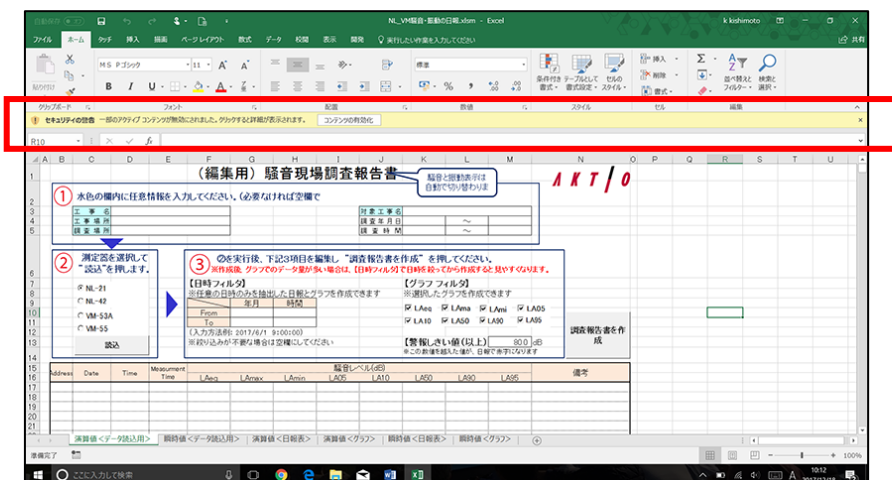 自動保存 オフ NL_VM騒音・振動の日報.xlsm - Excel k kishimoto
ファイル ホーム タッチ 挿入 描画 ページ レイアウト 数式 データ 校閲 表示 開発 実行したい作業を入力してください 共有
貼り付け MS Pゴシック 11 A A 標準 条件付き書式 テーブルとして書式設定 セルのスタイル 挿入 削除 書式 並べ替えとフィルター 検索と選択
B I U
クリップボード フォント 配置 数値 スタイル セル 編集
セキュリティの警告 一部のアクティブ コンテンツが無効にされました。クリックすると詳細が表示されます。 コンテンツの有効化
R10 fx
A B C D E F G H I J K L M N O P Q R S T U
(編集用) 騒音現場調査報告書
騒音と振動表示は
自動で切り替わりま
AKT/O
① 水色の欄内に任意情報を入力してください。(必要なければ空欄で
工事名 対象工事名
工事場所 調査年月日 ～
調査場所 調査時間 ～
② 測定器を選択して
"読込"を押します。
NL-21
NL-42
VM-53A
VM-55
読込
③ ②を実行後、下記3項目を編集し "調査報告書を作成" を押してください。
※作成後、グラフでのデータ量が多い場合は、【日時フィルタ】で日時を絞ってから作成すると見やすくなります。
【日時フィルタ】
※任意の日時のみを抽出した日報とグラフを作成できます
年月 時間
From
To
(入力方法例: 2017/6/1 9:00:00)
※絞り込みが不要な場合は空欄にしてください
【グラフ フィルタ】
※選択したグラフを作成できます
LAeq LAma LAmi LA05
LA10 LA50 LA90 LA95
【警報しきい値(以上)】 80.0 dB
※この数値を超えた値が、日報で赤字になります
調査報告書を作成
Address Date Time Measurment Time 騒音レベル(dB) 備考
LAeq LAmax LAmin LA05 LA10 LA50 LA90 LA95
演算値<データ読込用> 瞬時値<データ読込用> 演算値<日報表> 演算値<グラフ> 瞬時値<日報表> 瞬時値<グラフ>
準備完了 100%
ここに入力して検索 A 10:12
2017/12/18